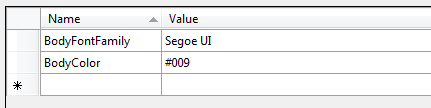 Name Value
BodyFontFamily Segoe UI
BodyColor #009